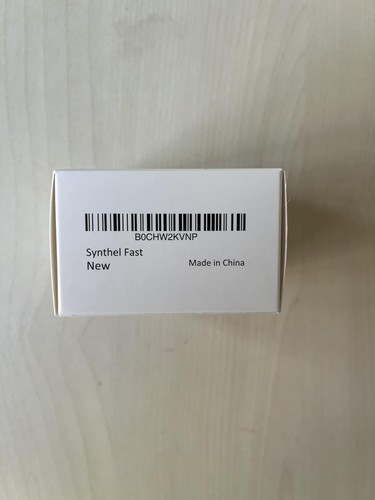 B0CHW2KVNP
Synthel Fast
New
Made in China